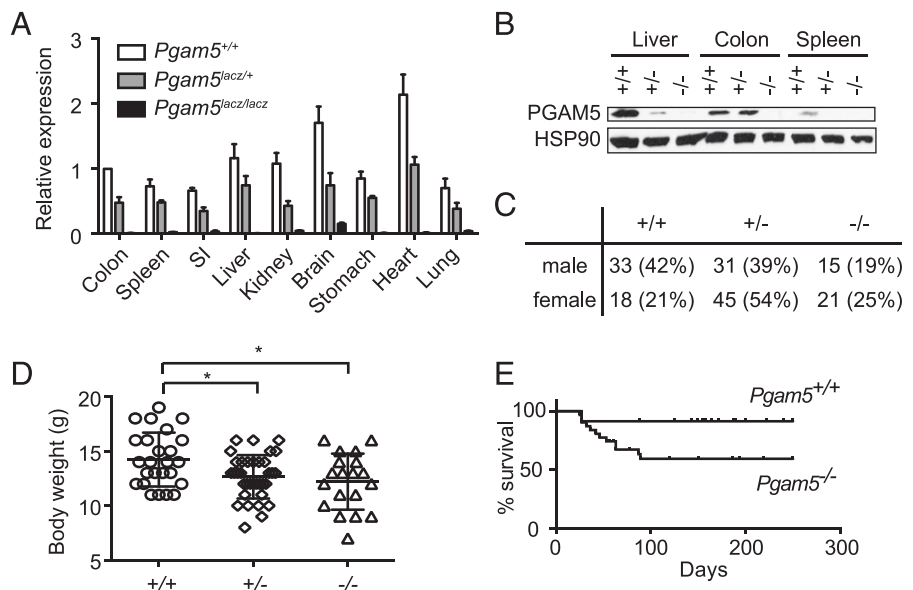 A
Relative expression
3
2
1
0
Pgam5+/+
Pgam5lacz/+
Pgam5lacz/lacz
Colon
Spleen
SI
Liver
Kidney
Brain
Stomach
Heart
Lung
B
Liver Colon Spleen
+/+ +/- -/- +/+ +/- -/- +/+ +/- -/-
PGAM5
HSP90
C
+/+ +/- -/-
male 33 (42%) 31 (39%) 15 (19%)
female 18 (21%) 45 (54%) 21 (25%)
D
* 
*
Body weight (g)
20
15
10
5
+/+ +/- -/-
E
% survival
100
50
0
Pgam5+/+
Pgam5-/-
0 100 200 300
Days